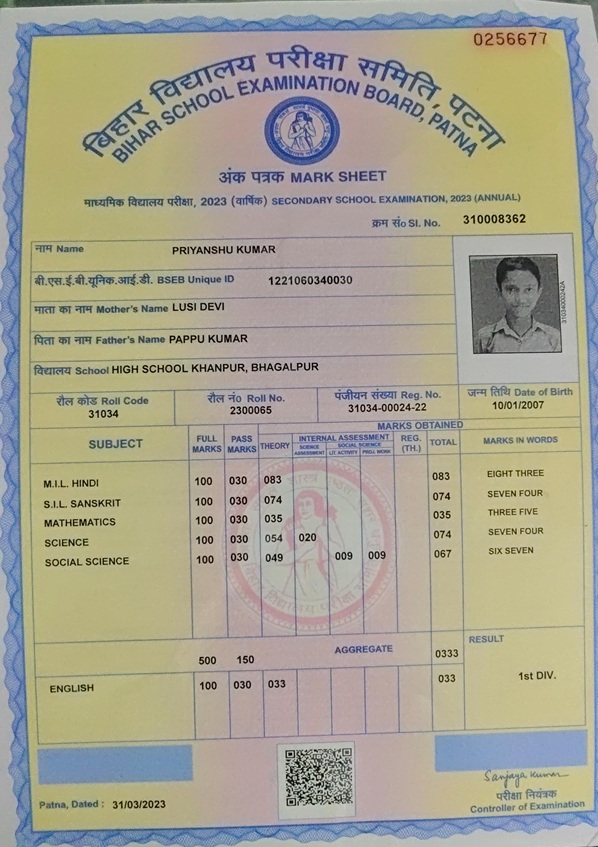 0256677
बिहार विद्यालय परीक्षा समिति, पटना
BIHAR SCHOOL EXAMINATION BOARD, PATNA
अंक पत्रक MARK SHEET
माध्यमिक विद्यालय परीक्षा, 2023 (वार्षिक) SECONDARY SCHOOL EXAMINATION, 2023 (ANNUAL)
क्रम सं० Sl. No. 310008362
नाम Name PRIYANSHU KUMAR
बी.एस.ई.बी.यूनिक.आई.डी. BSEB Unique ID 1221060340030
माता का नाम Mother's Name LUSI DEVI
पिता का नाम Father's Name PAPPU KUMAR
विद्यालय School HIGH SCHOOL KHANPUR, BHAGALPUR
31034000242A
रौल कोड Roll Code रौल नं० Roll No. पंजीयन संख्या Reg. No. जन्म तिथि Date of Birth
31034 2300065 31034-00024-22 10/01/2007
MARKS OBTAINED
SUBJECT FULL MARKS PASS MARKS THEORY INTERNAL ASSESSMENT REG. (TH.) TOTAL MARKS IN WORDS
SCIENCE SOCIAL SCIENCE
ASSESSMENT LIT ACTIVITY PROJ. WORK
M.I.L. HINDI 100 030 083 083 EIGHT THREE
S.I.L. SANSKRIT 100 030 074 074 SEVEN FOUR
MATHEMATICS 100 030 035 035 THREE FIVE
SCIENCE 100 030 054 020 074 SEVEN FOUR
SOCIAL SCIENCE 100 030 049 009 009 067 SIX SEVEN
500 150 AGGREGATE 0333 RESULT
ENGLISH 100 030 033 033 1st DIV.
Sanjaya Kumar
Patna, Dated : 31/03/2023
परीक्षा नियंत्रक
Controller of Examination